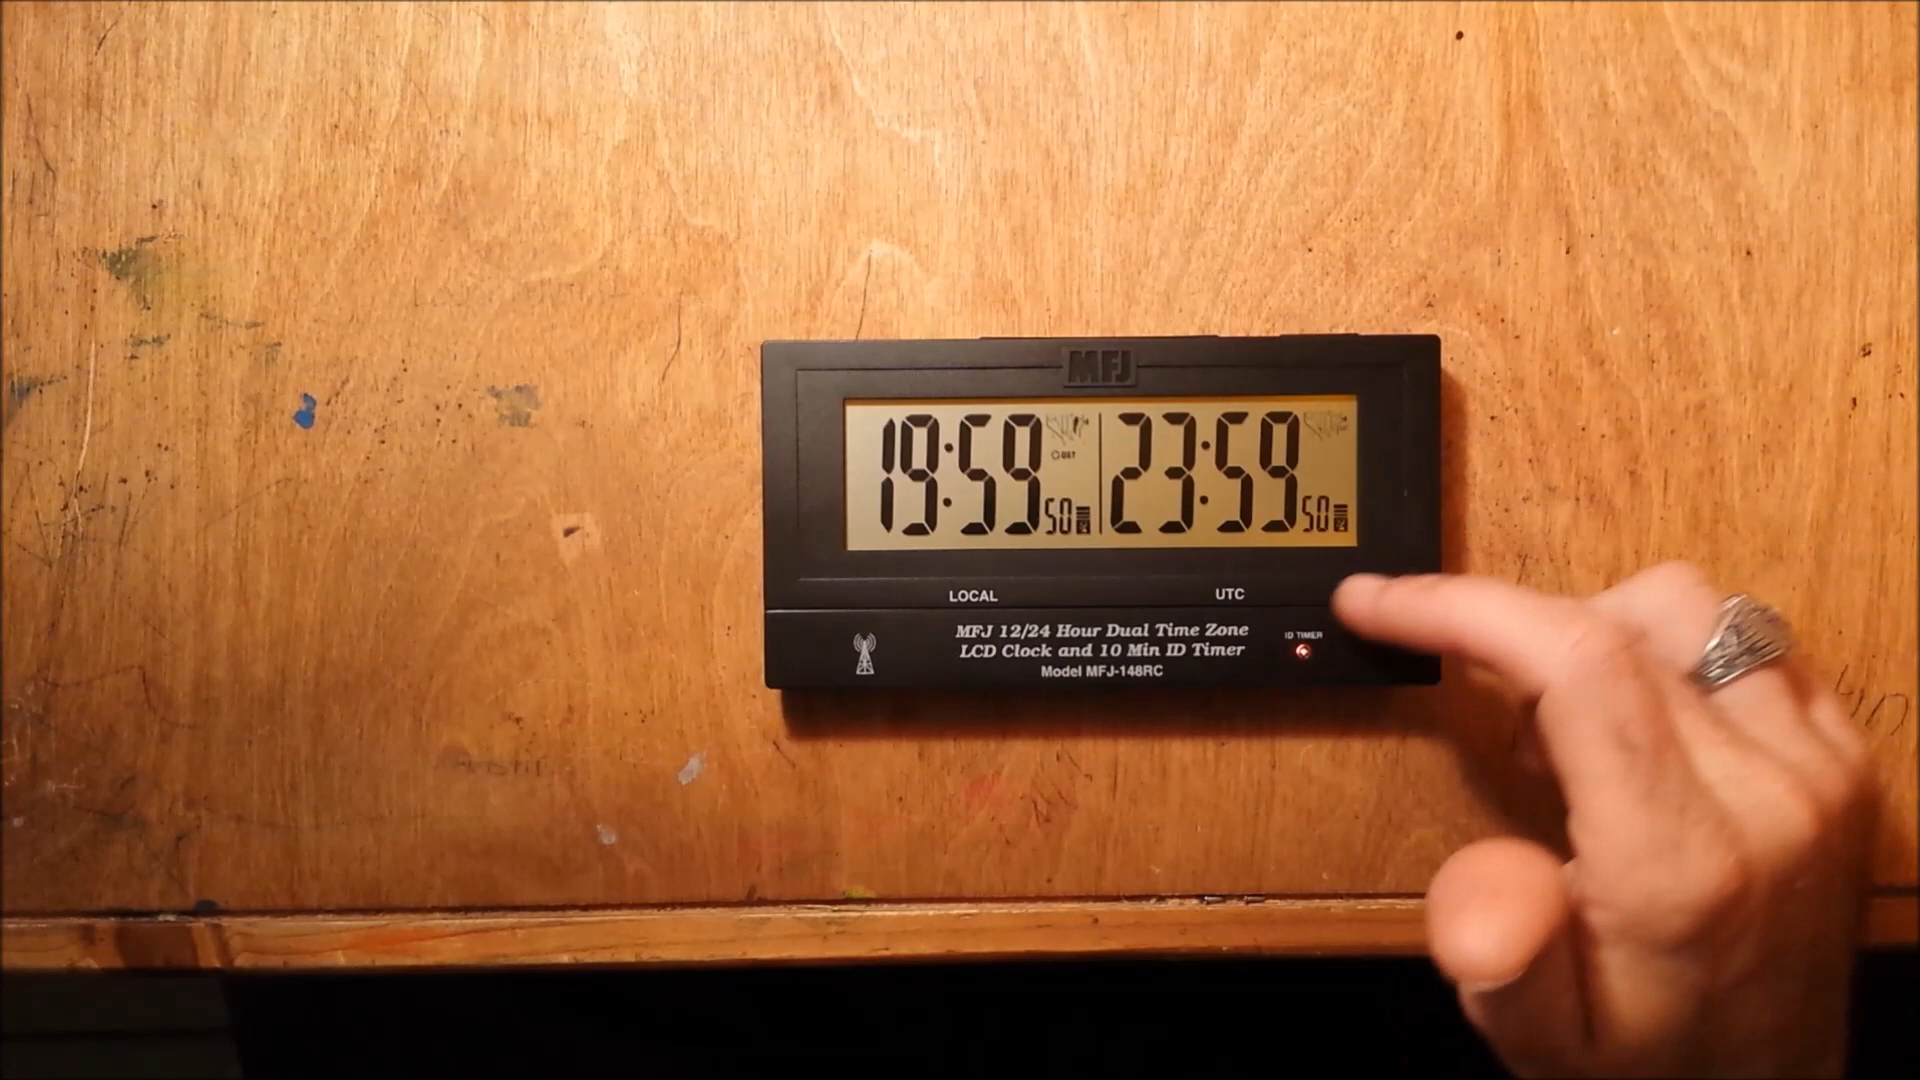 MFJ
19:59 50 23:59 50
DST
LOCAL UTC
MFJ 12/24 Hour Dual Time Zone
LCD Clock and 10 Min ID Timer
Model MFJ-148RC
ID TIMER